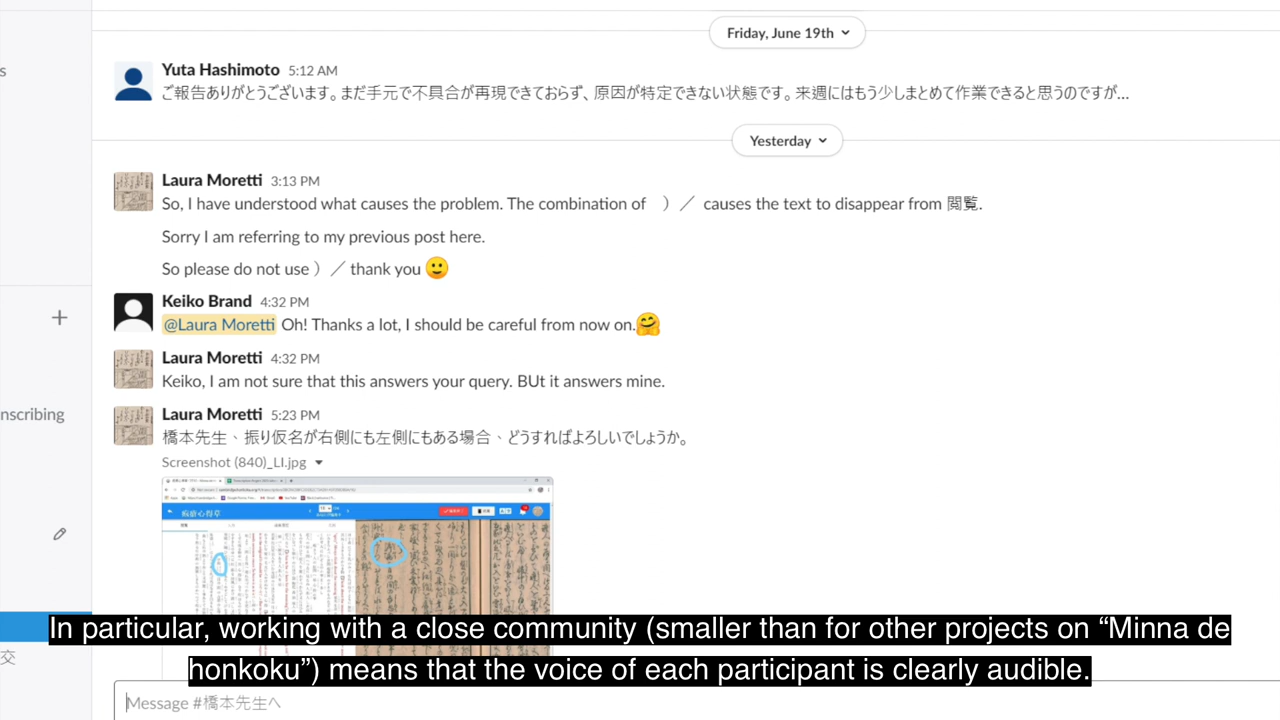 Friday, June 19th
s
Yuta Hashimoto 5:12 AM
ご報告ありがとうございます。まだ手元で不具合が再現できておらず、原因が特定できない状態です。来週にはもう少しまとめて作業できると思うのですが...
Yesterday
Laura Moretti 3:13 PM
So, I have understood what causes the problem. The combination of ）／ causes the text to disappear from 閲覧.
Sorry I am referring to my previous post here.
So please do not use ）／ thank you 🙂
Keiko Brand 4:32 PM
@Laura Moretti Oh! Thanks a lot, I should be careful from now on.🤗
Laura Moretti 4:32 PM
Keiko, I am not sure that this answers your query. BUt it answers mine.
nscribing
Laura Moretti 5:23 PM
橋本先生、振り仮名が右側にも左側にもある場合、どうすればよろしいでしょうか。
Screenshot (840)_LI.jpg
In particular, working with a close community (smaller than for other projects on “Minna de
honkoku”) means that the voice of each participant is clearly audible.
交
Message #橋本先生へ